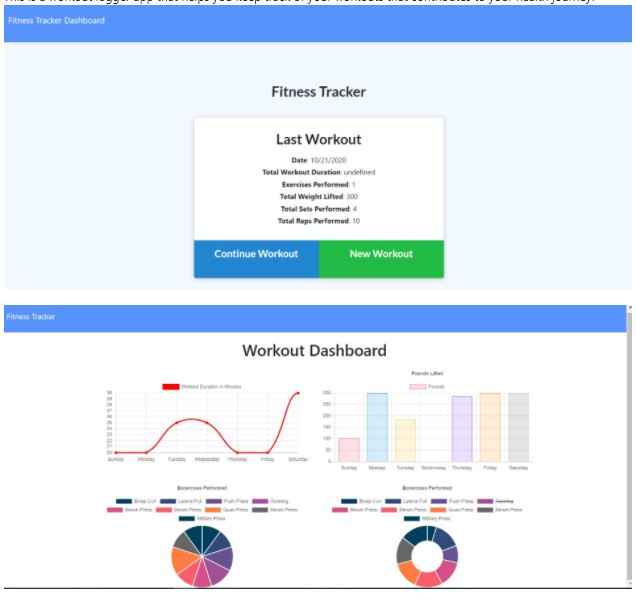 This is a workout logger app that helps you keep track of your workouts that contributes to your health journey.
Fitness Tracker Dashboard
Fitness Tracker
Last Workout
Date: 10/21/2020
Total Workout Duration: undefined
Exercises Performed: 1
Total Weight Lifted: 300
Total Sets Performed: 4
Total Reps Performed: 10
Continue Workout New Workout
Fitness Tracker
Workout Dashboard
Workout Duration In Minutes
30
29
28
27
26
25
24
23
22
21
20
Sunday Monday Tuesday Wednesday Thursday Friday Saturday
Pounds Lifted
Pounds
300
250
200
150
100
50
0
Sunday Monday Tuesday Wednesday Thursday Friday Saturday
Excercises Performed
Bicep Curl Lateral Pull Push Press Running
Bench Press Bench Press Quad Press Bench Press
Military Press
Excercises Performed
Bicep Curl Lateral Pull Push Press Running
Bench Press Bench Press Quad Press Bench Press
Military Press